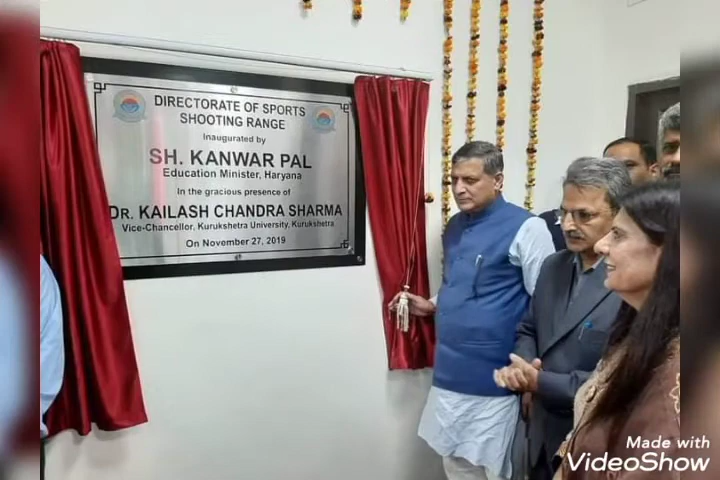 DIRECTORATE OF SPORTS
SHOOTING RANGE
Inaugurated by
SH. KANWAR PAL
Education Minister, Haryana
In the gracious presence of
DR. KAILASH CHANDRA SHARMA
Vice-Chancellor, Kurukshetra University, Kurukshetra
On November 27, 2019
Made with
VideoShow